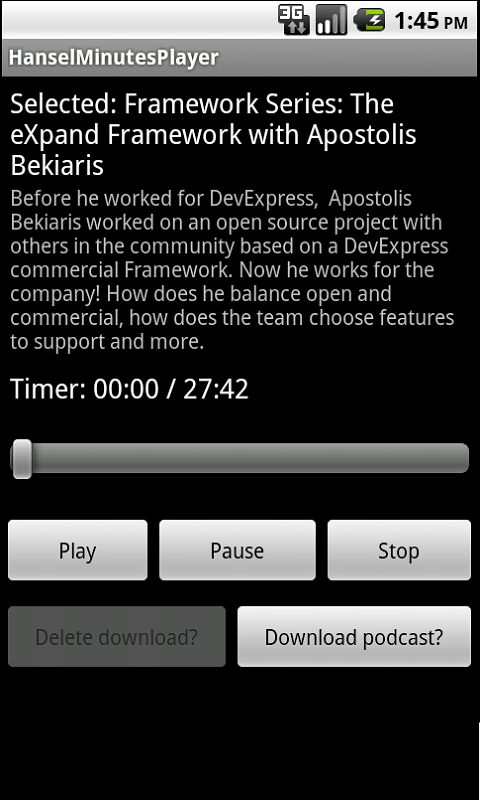 3G 1:45 PM
HanselMinutesPlayer
Selected: Framework Series: The
eXpand Framework with Apostolis
Bekiaris
Before he worked for DevExpress,  Apostolis
Bekiaris worked on an open source project with
others in the community based on a DevExpress
commercial Framework. Now he works for the
company! How does he balance open and
commercial, how does the team choose features
to support and more.
Timer: 00:00 / 27:42
Play Pause Stop
Delete download? Download podcast?